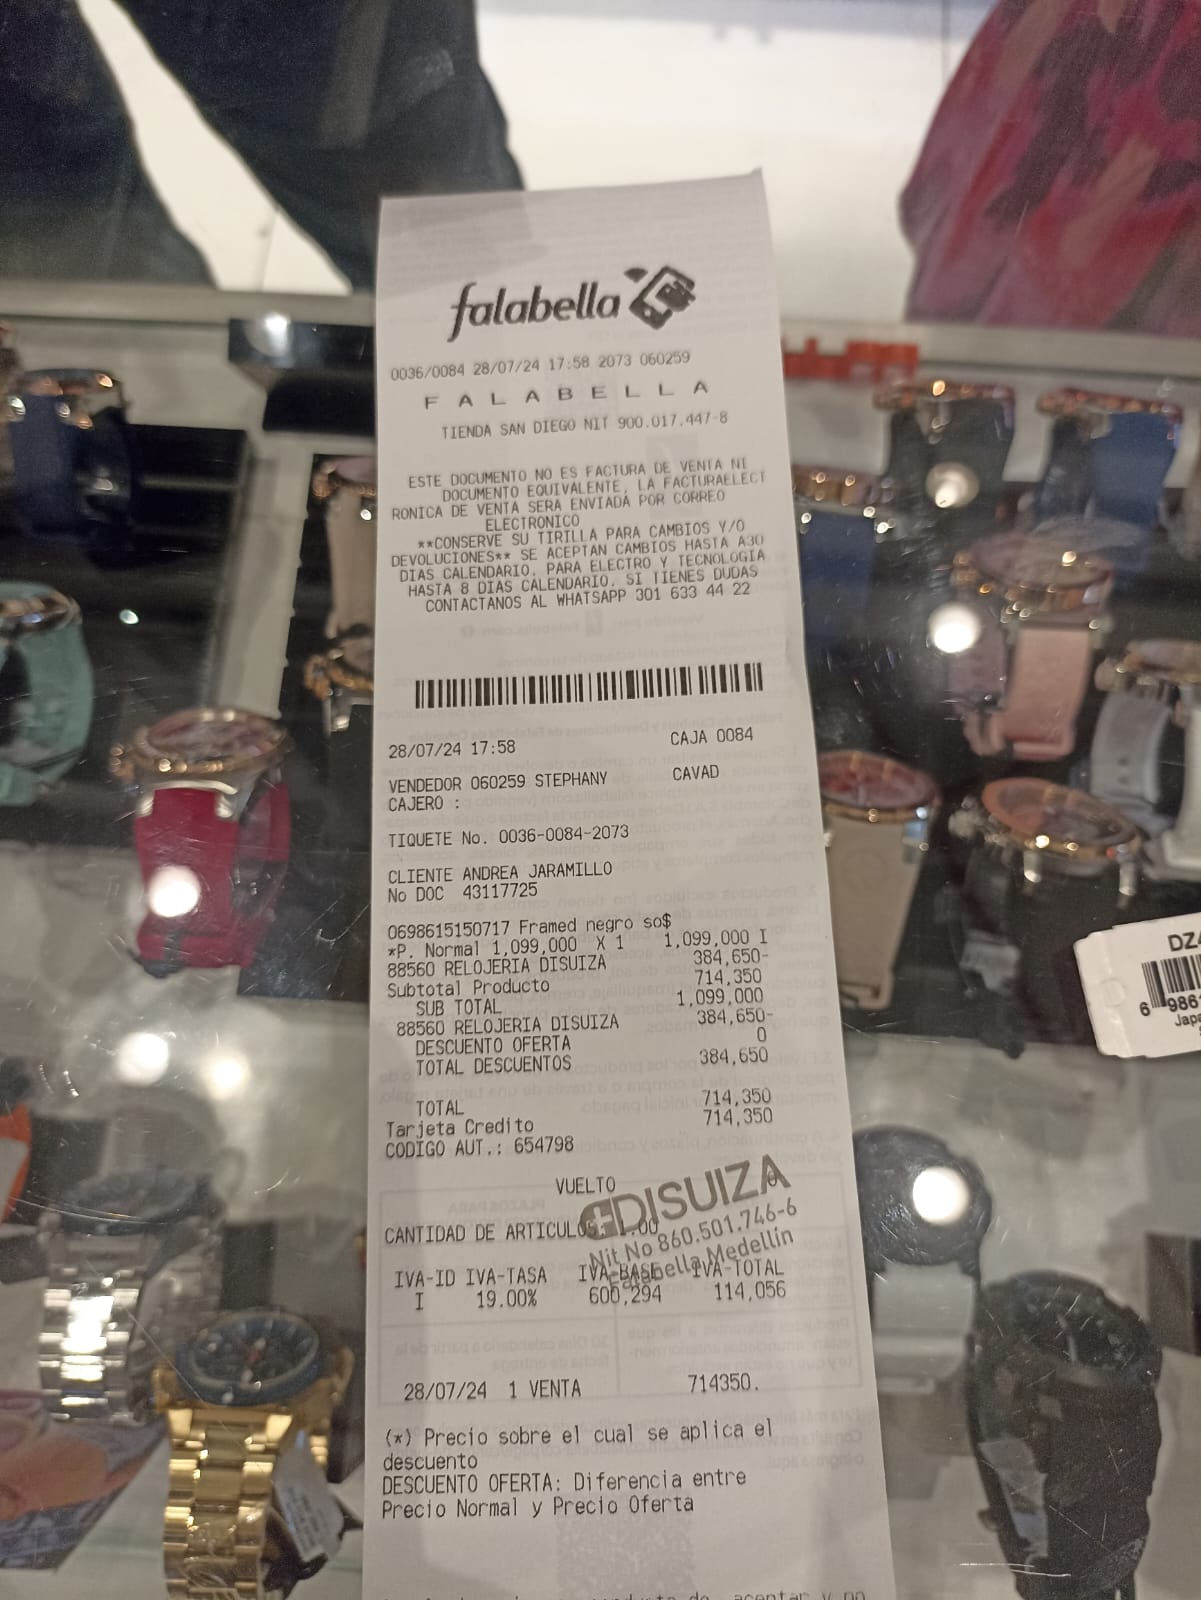 falabella
0036/0084 28/07/24 17:58 2073 060259
F A L A B E L L A
TIENDA SAN DIEGO NIT 900.017.447-8
ESTE DOCUMENTO NO ES FACTURA DE VENTA NI
DOCUMENTO EQUIVALENTE, LA FACTURAELECT
RONICA DE VENTA SERA ENVIADA POR CORREO
ELECTRONICO
**CONSERVE SU TIRILLA PARA CAMBIOS Y/O
DEVOLUCIONES** SE ACEPTAN CAMBIOS HASTA A30
DIAS CALENDARIO. PARA ELECTRO Y TECNOLOGIA
HASTA 8 DIAS CALENDARIO. SI TIENES DUDAS
CONTACTANOS AL WHATSAPP 301 633 44 22
28/07/24 17:58 CAJA 0084
VENDEDOR 060259 STEPHANY CAVAD
CAJERO :
TIQUETE No. 0036-0084-2073
CLIENTE ANDREA JARAMILLO
No DOC 43117725
0698615150717 Framed negro so$
*P. Normal 1,099,000 X 1 1,099,000 I
88560 RELOJERIA DISUIZA 384,650-
Subtotal Producto 714,350
SUB TOTAL 1,099,000
88560 RELOJERIA DISUIZA 384,650-
DESCUENTO OFERTA 0
TOTAL DESCUENTOS 384,650
TOTAL 714,350
Tarjeta Credito 714,350
CODIGO AUT.: 654798
VUELTO 0
DISUIZA
CANTIDAD DE ARTICULOS: 1.00
Nit No 860.501.746-6
Falabella Medellín
IVA-ID IVA-TASA IVA-BASE IVA-TOTAL
I 19.00% 600,294 114,056
28/07/24 1 VENTA 714350.
(*) Precio sobre el cual se aplica el
descuento
DESCUENTO OFERTA: Diferencia entre
Precio Normal y Precio Oferta
DZ4
6 9861
Japa